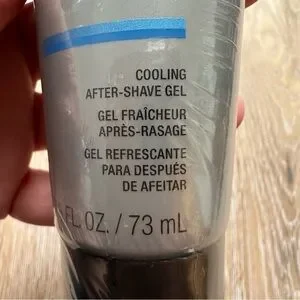 COOLING
AFTER-SHAVE GEL
GEL FRAÎCHEUR
APRÈS-RASAGE
GEL REFRESCANTE
PARA DESPUÉS
DE AFEITAR
FL. OZ. / 73 mL